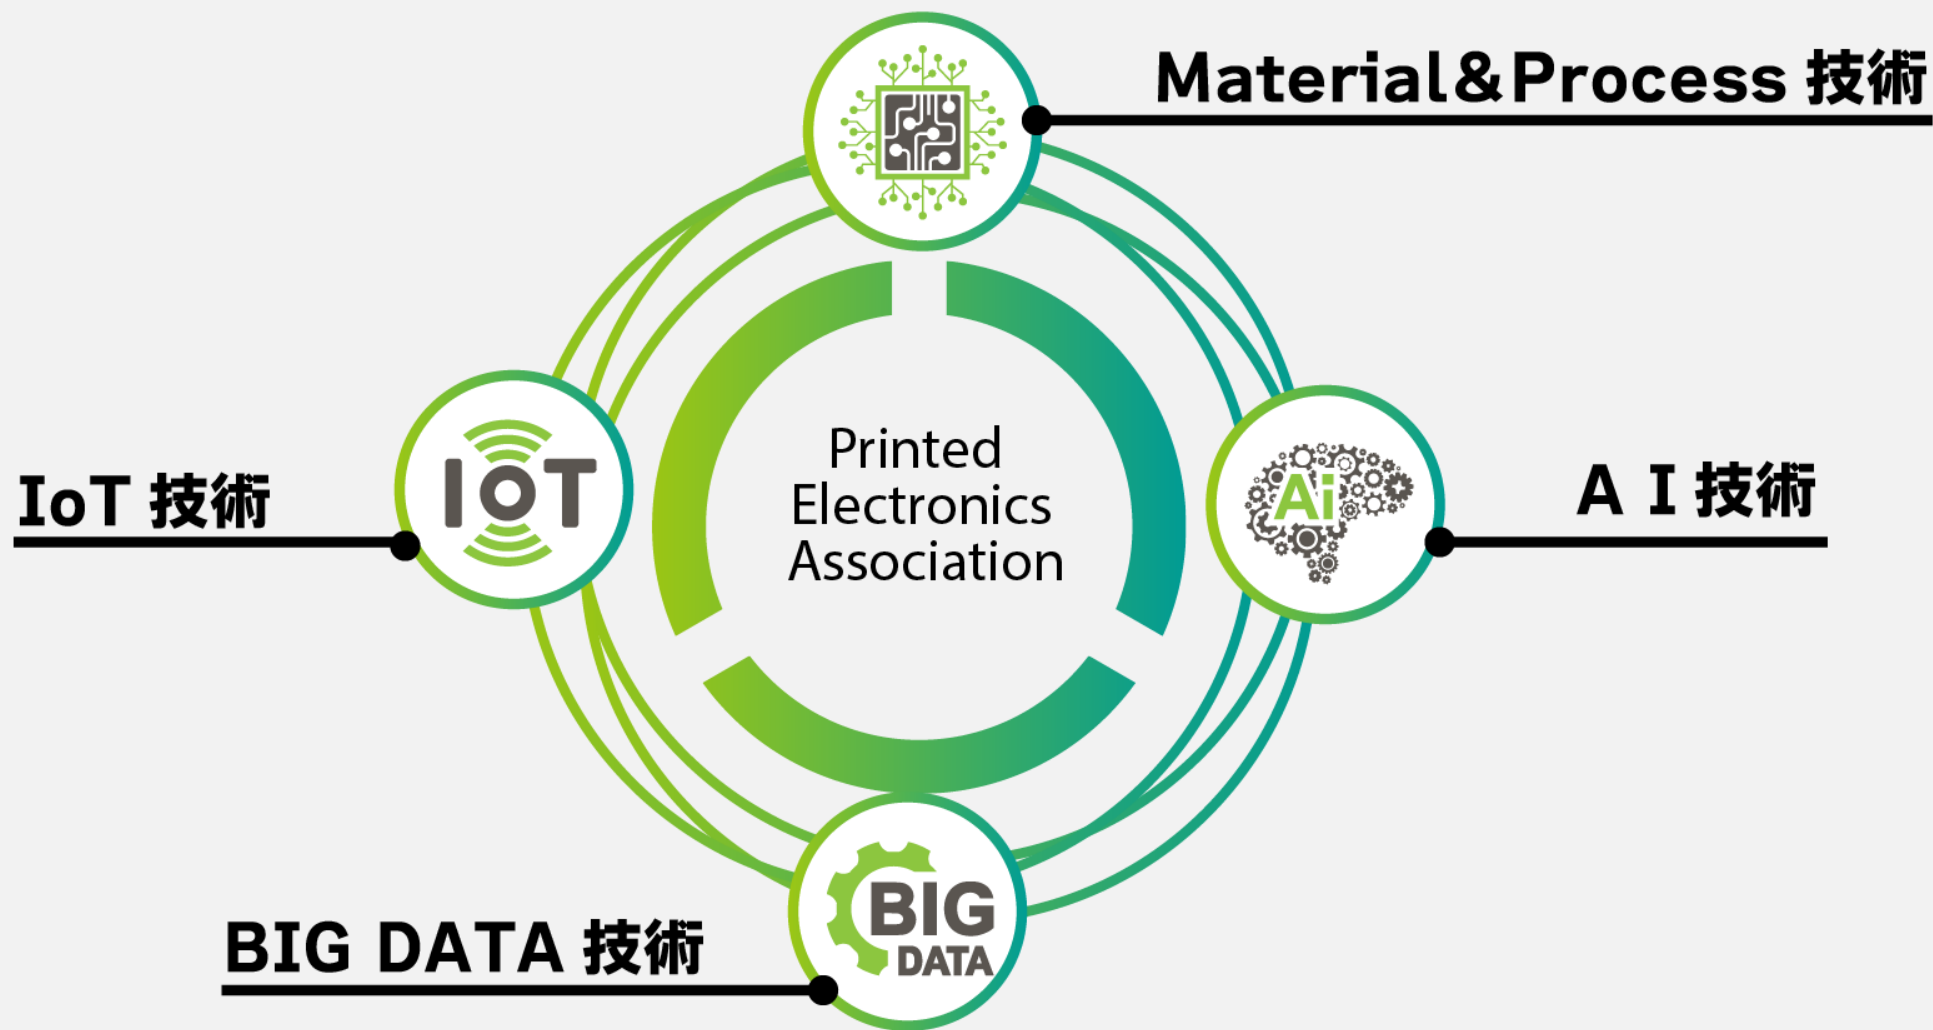 Material&Process 技術
IoT
IoT 技術
Printed
Electronics
Association
Ai
A I 技術
BIG
DATA
BIG DATA 技術